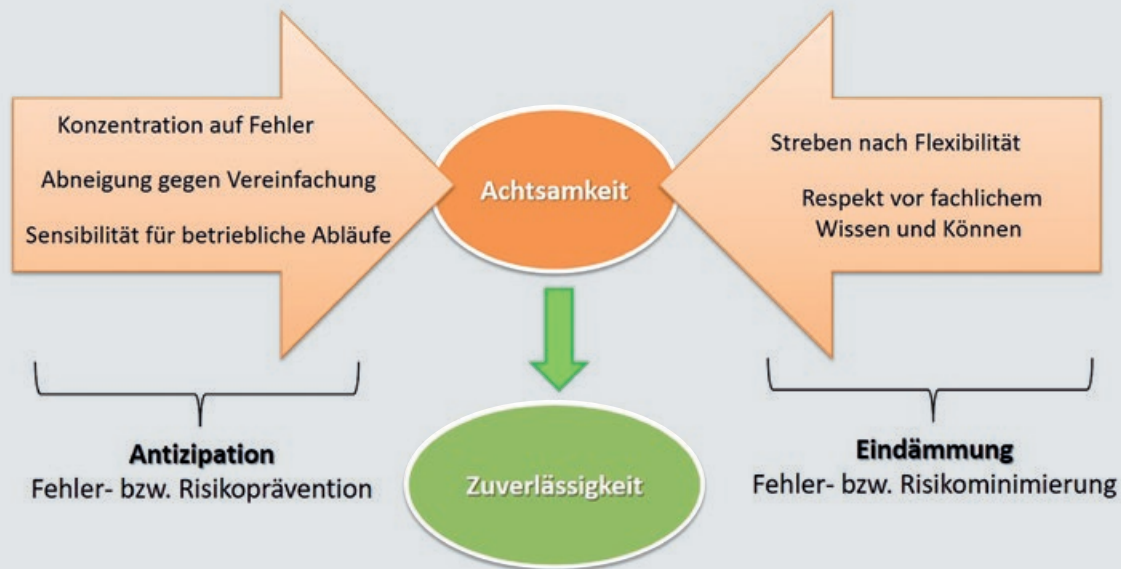 Konzentration auf Fehler
Abneigung gegen Vereinfachung
Sensibilität für betriebliche Abläufe
Achtsamkeit
Streben nach Flexibilität
Respekt vor fachlichem
Wissen und Können
Antizipation
Fehler- bzw. Risikoprävention
Zuverlässigkeit
Eindämmung
Fehler- bzw. Risikominimierung